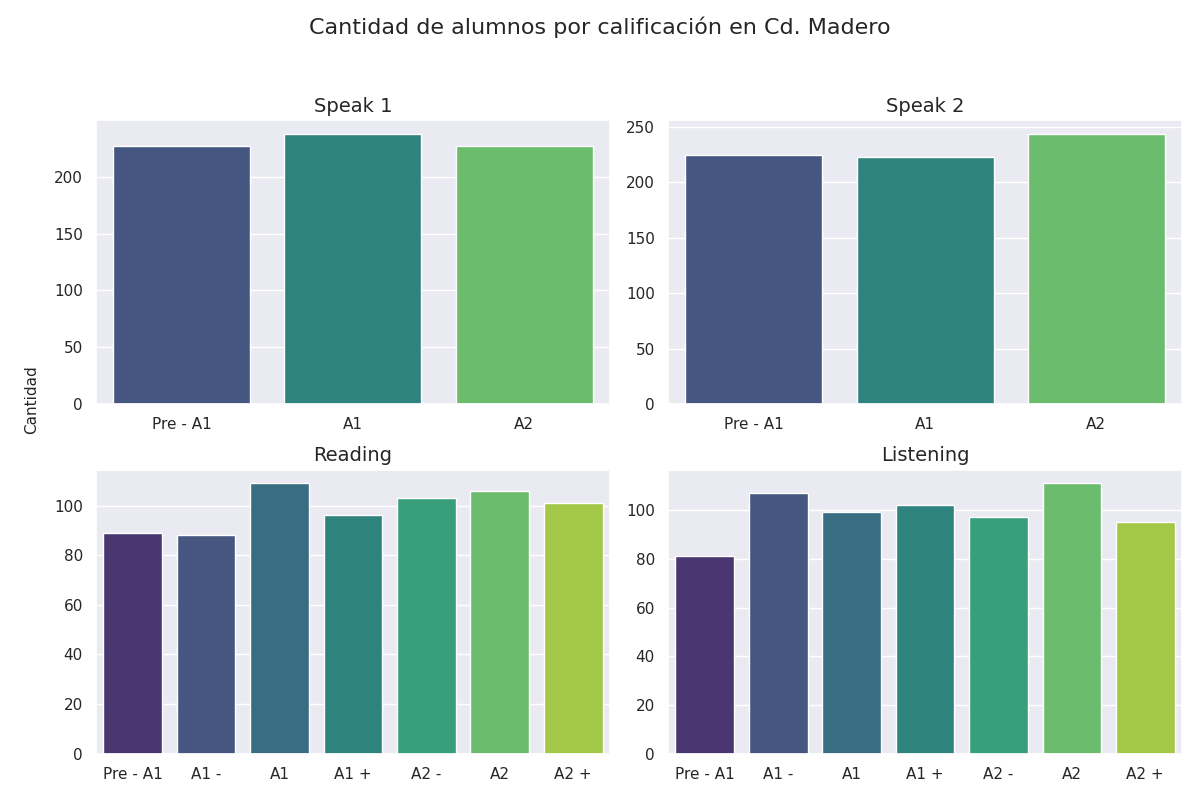 Cantidad de alumnos por calificación en Cd. Madero
Cantidad
Speak 1
200
150
100
50
0
Pre - A1 A1 A2
Speak 2
250
200
150
100
50
0
Pre - A1 A1 A2
Reading
100
80
60
40
20
0
Pre - A1 A1 - A1 A1 + A2 - A2 A2 +
Listening
100
80
60
40
20
0
Pre - A1 A1 - A1 A1 + A2 - A2 A2 +